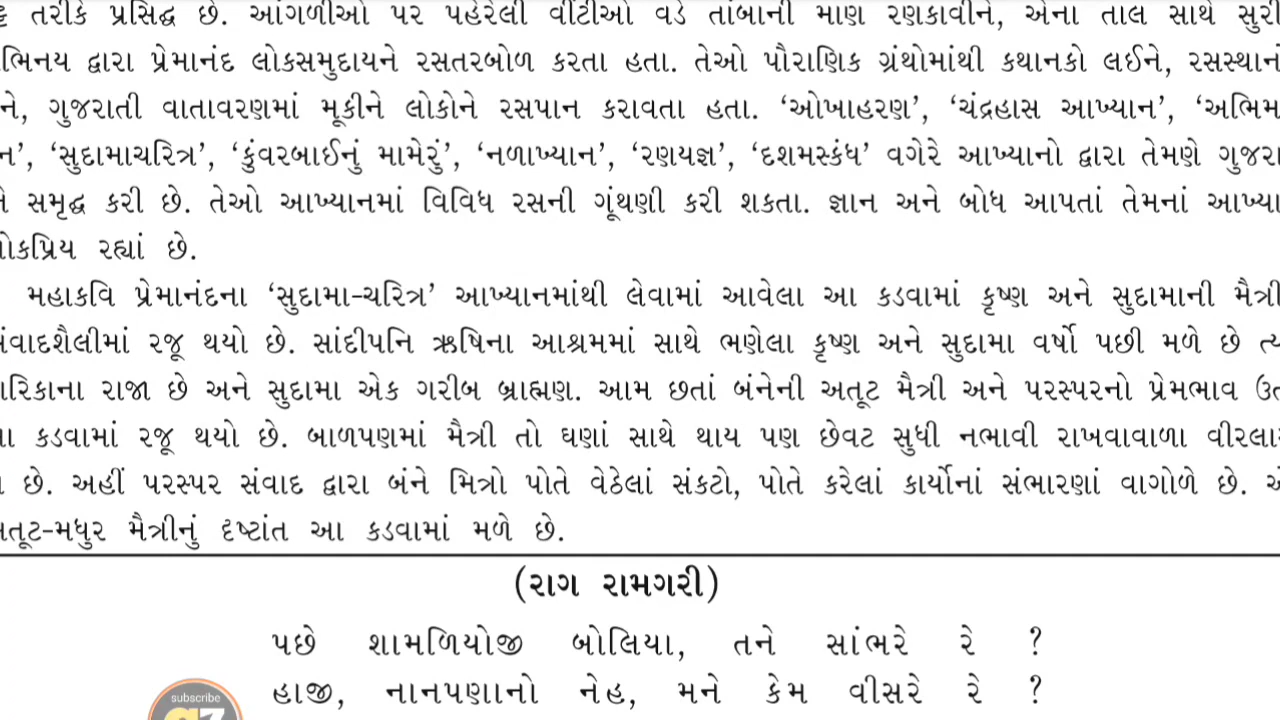 તરીકે પ્રસિદ્ધ છે. આંગળીઓ પર પહેરેલી વીંટીઓ વડે તાંબાની માણ રણકાવીને, એના તાલ સાથે સુરી
ભિનય દ્વારા પ્રેમાનંદ લોકસમુદાયને રસતરબોળ કરતા હતા. તેઓ પૌરાણિક ગ્રંથોમાંથી કથાનકો લઈને, રસસ્થાનં
ને, ગુજરાતી વાતાવરણમાં મૂકીને લોકોને રસપાન કરાવતા હતા. ‘ઓખાહરણ’, ‘ચંદ્રહાસ આખ્યાન’, ‘અભિમ
ન’, ‘સુદામાચરિત્ર’, ‘કુંવરબાઈનું મામેરું’, ‘નળાખ્યાન’, ‘રણયજ્ઞ’, ‘દશમસ્કંધ’ વગેરે આખ્યાનો દ્વારા તેમણે ગુજરા
સમૃદ્ધ કરી છે. તેઓ આખ્યાનમાં વિવિધ રસની ગૂંથણી કરી શકતા. જ્ઞાન અને બોધ આપતાં તેમનાં આખ્યા
ોકપ્રિય રહ્યાં છે.
મહાકવિ પ્રેમાનંદના ‘સુદામા-ચરિત્ર’ આખ્યાનમાંથી લેવામાં આવેલા આ કડવામાં કૃષ્ણ અને સુદામાની મૈત્રી
સંવાદશૈલીમાં રજૂ થયો છે. સાંદીપનિ ઋષિના આશ્રમમાં સાથે ભણેલા કૃષ્ણ અને સુદામા વર્ષો પછી મળે છે ત્ય
ારિકાના રાજા છે અને સુદામા એક ગરીબ બ્રાહ્મણ. આમ છતાં બંનેની અતૂટ મૈત્રી અને પરસ્પરનો પ્રેમભાવ ઉત
કડવામાં રજૂ થયો છે. બાળપણમાં મૈત્રી તો ઘણાં સાથે થાય પણ છેવટ સુધી નભાવી રાખવાવાળા વીરલા
છે. અહીં પરસ્પર સંવાદ દ્વારા બંને મિત્રો પોતે વેઠેલાં સંકટો, પોતે કરેલાં કાર્યોનાં સંભારણાં વાગોળે છે.
અતૂટ-મધુર મૈત્રીનું દૃષ્ટાંત આ કડવામાં મળે છે.
(રાગ રામગરી)
પછે શામળિયોજી બોલિયા, તને સાંભરે રે ?
હાજી, નાનપણાનો નેહ, મને કેમ વીસરે રે ?
subscribe